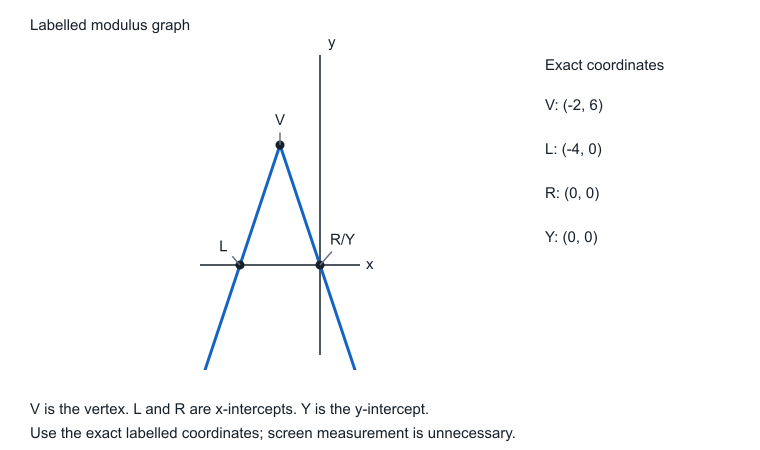 Labelled modulus graph
y
Exact coordinates
V: (-2, 6)
V
L: (-4, 0)
R: (0, 0)
L
R/Y
Y: (0, 0)
x
V is the vertex. L and R are x-intercepts. Y is the y-intercept.
Use the exact labelled coordinates; screen measurement is unnecessary.